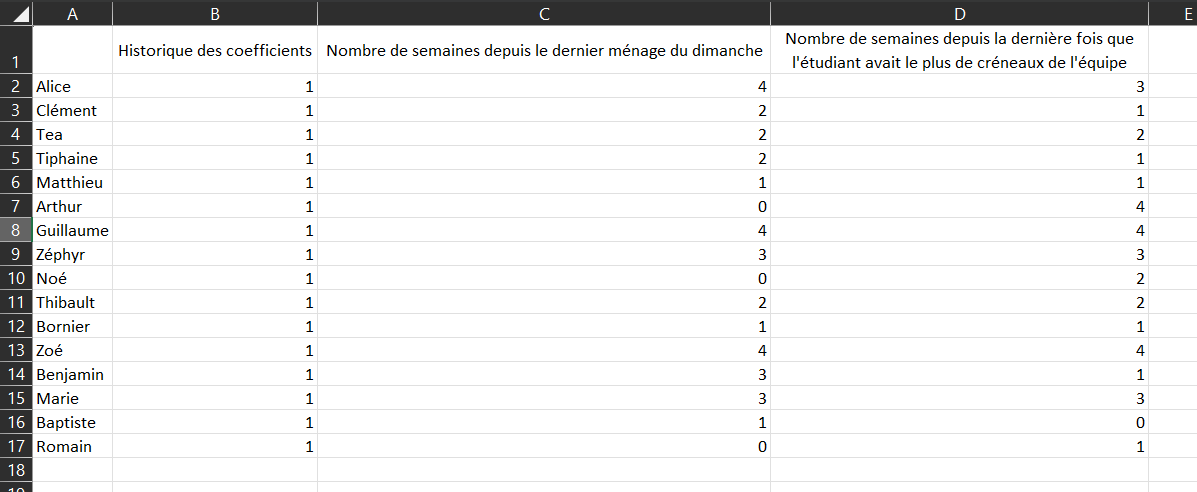 A B C D E
1 Historique des coefficients Nombre de semaines depuis le dernier ménage du dimanche Nombre de semaines depuis la dernière fois que
l'étudiant avait le plus de créneaux de l'équipe
2 Alice 1 4 3
3 Clément 1 2 1
4 Tea 1 2 2
5 Tiphaine 1 2 1
6 Matthieu 1 1 1
7 Arthur 1 0 4
8 Guillaume 1 4 4
9 Zéphyr 1 3 3
10 Noé 1 0 2
11 Thibault 1 2 2
12 Bornier 1 1 1
13 Zoé 1 4 4
14 Benjamin 1 3 1
15 Marie 1 3 3
16 Baptiste 1 1 0
17 Romain 1 0 1
18